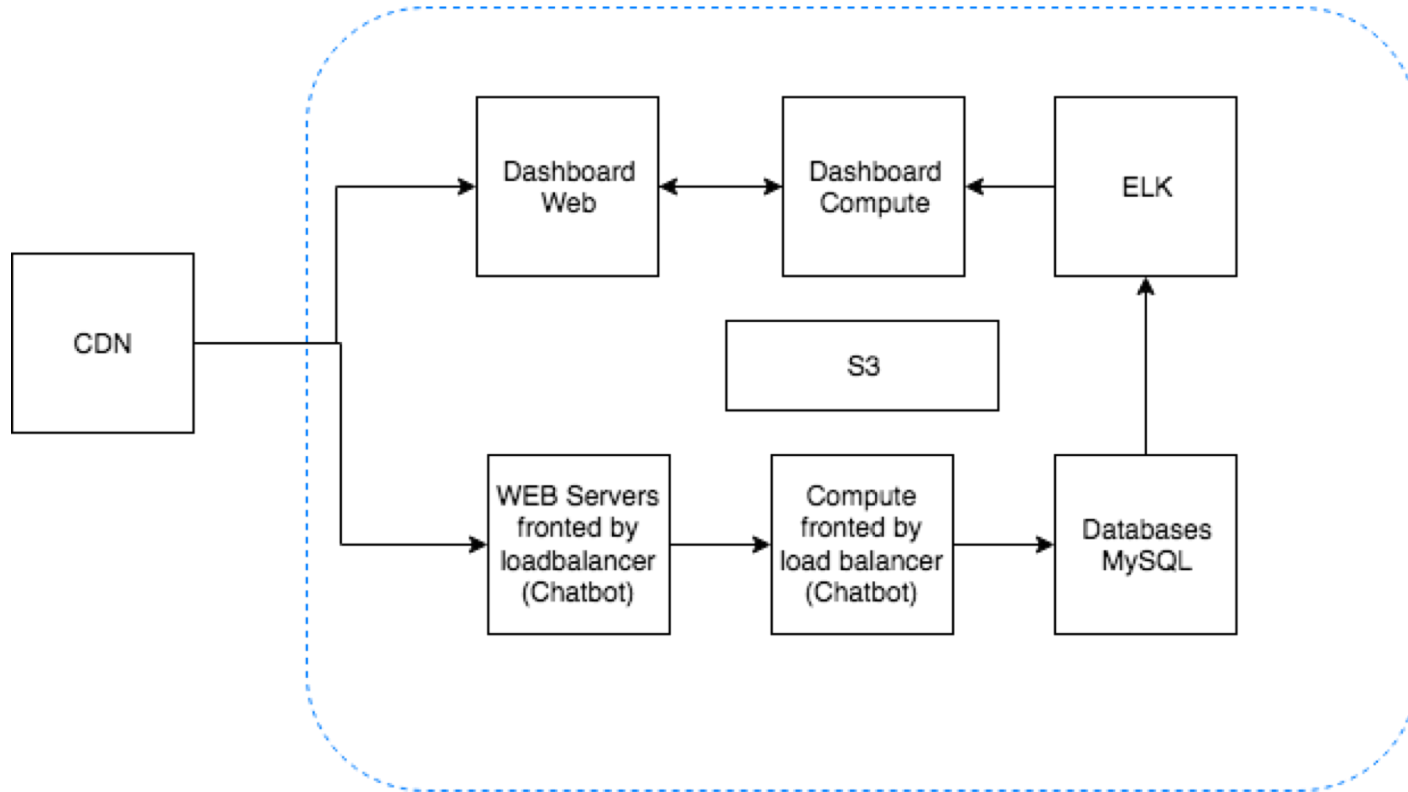 Dashboard
Web
Dashboard
Compute
ELK
CDN
S3
WEB Servers
fronted by
loadbalancer
(Chatbot)
Compute
fronted by
load balancer
(Chatbot)
Databases
MySQL